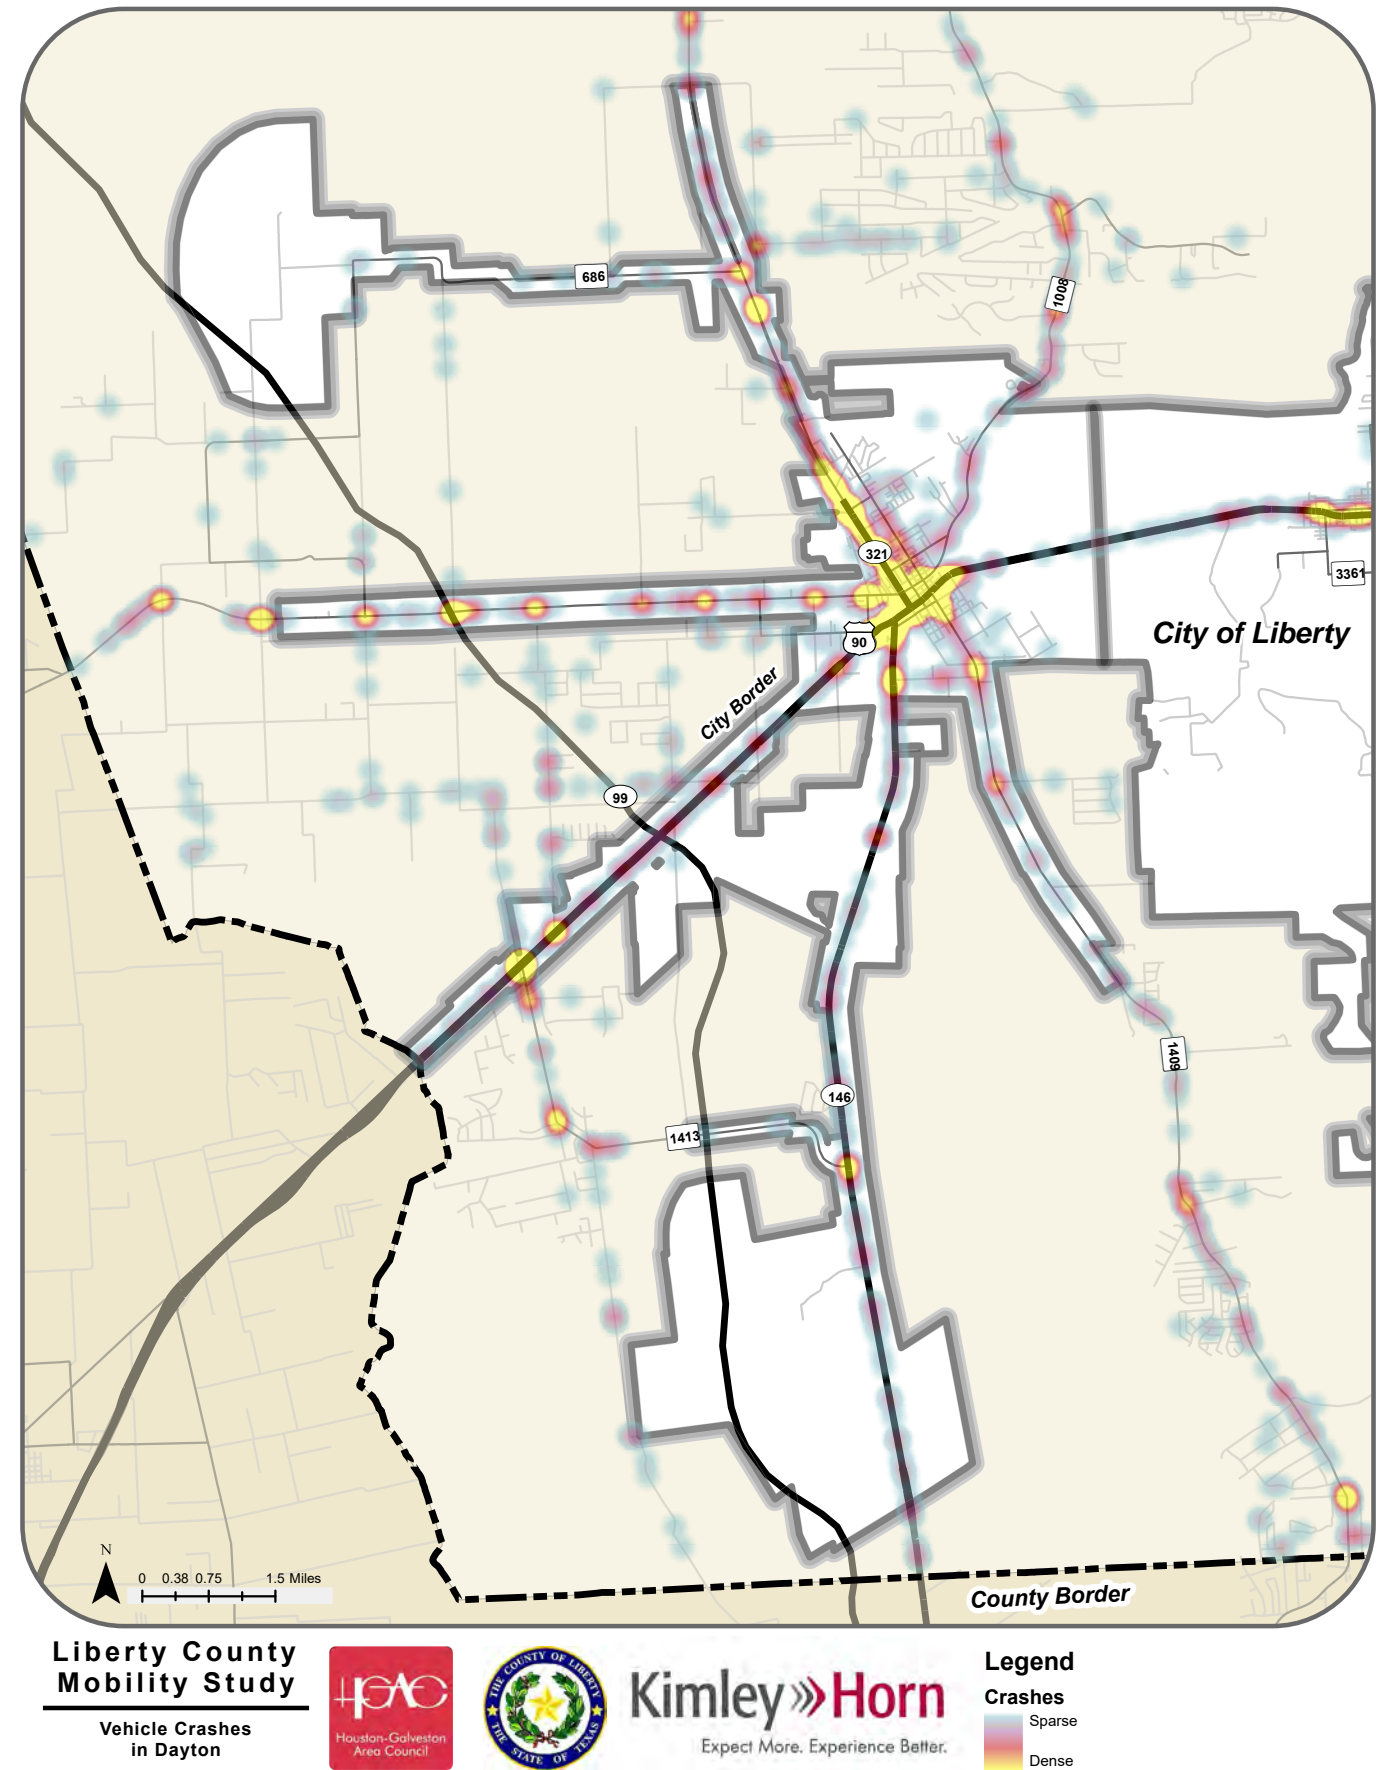 686
1008
321
3361
City of Liberty
90
City Border
99
1409
146
1413
N
0 0.38 0.75 1.5 Miles
County Border
Liberty County
Mobility Study
Vehicle Crashes
in Dayton
HGAC
Houston-Galveston
Area Council
THE COUNTY OF LIBERTY
THE STATE OF TEXAS
Kimley»Horn
Expect More. Experience Better.
Legend
Crashes
Sparse
Dense